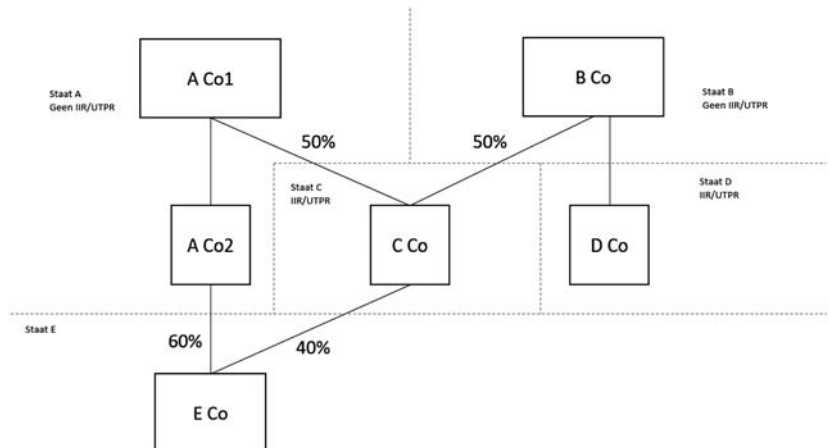 A Co1
B Co
Staat A
Geen IIR/UTPR
Staat B
Geen IIR/UTPR
50%
50%
Staat C
IIR/UTPR
Staat D
IIR/UTPR
A Co2
C Co
D Co
Staat E
60%
40%
E Co